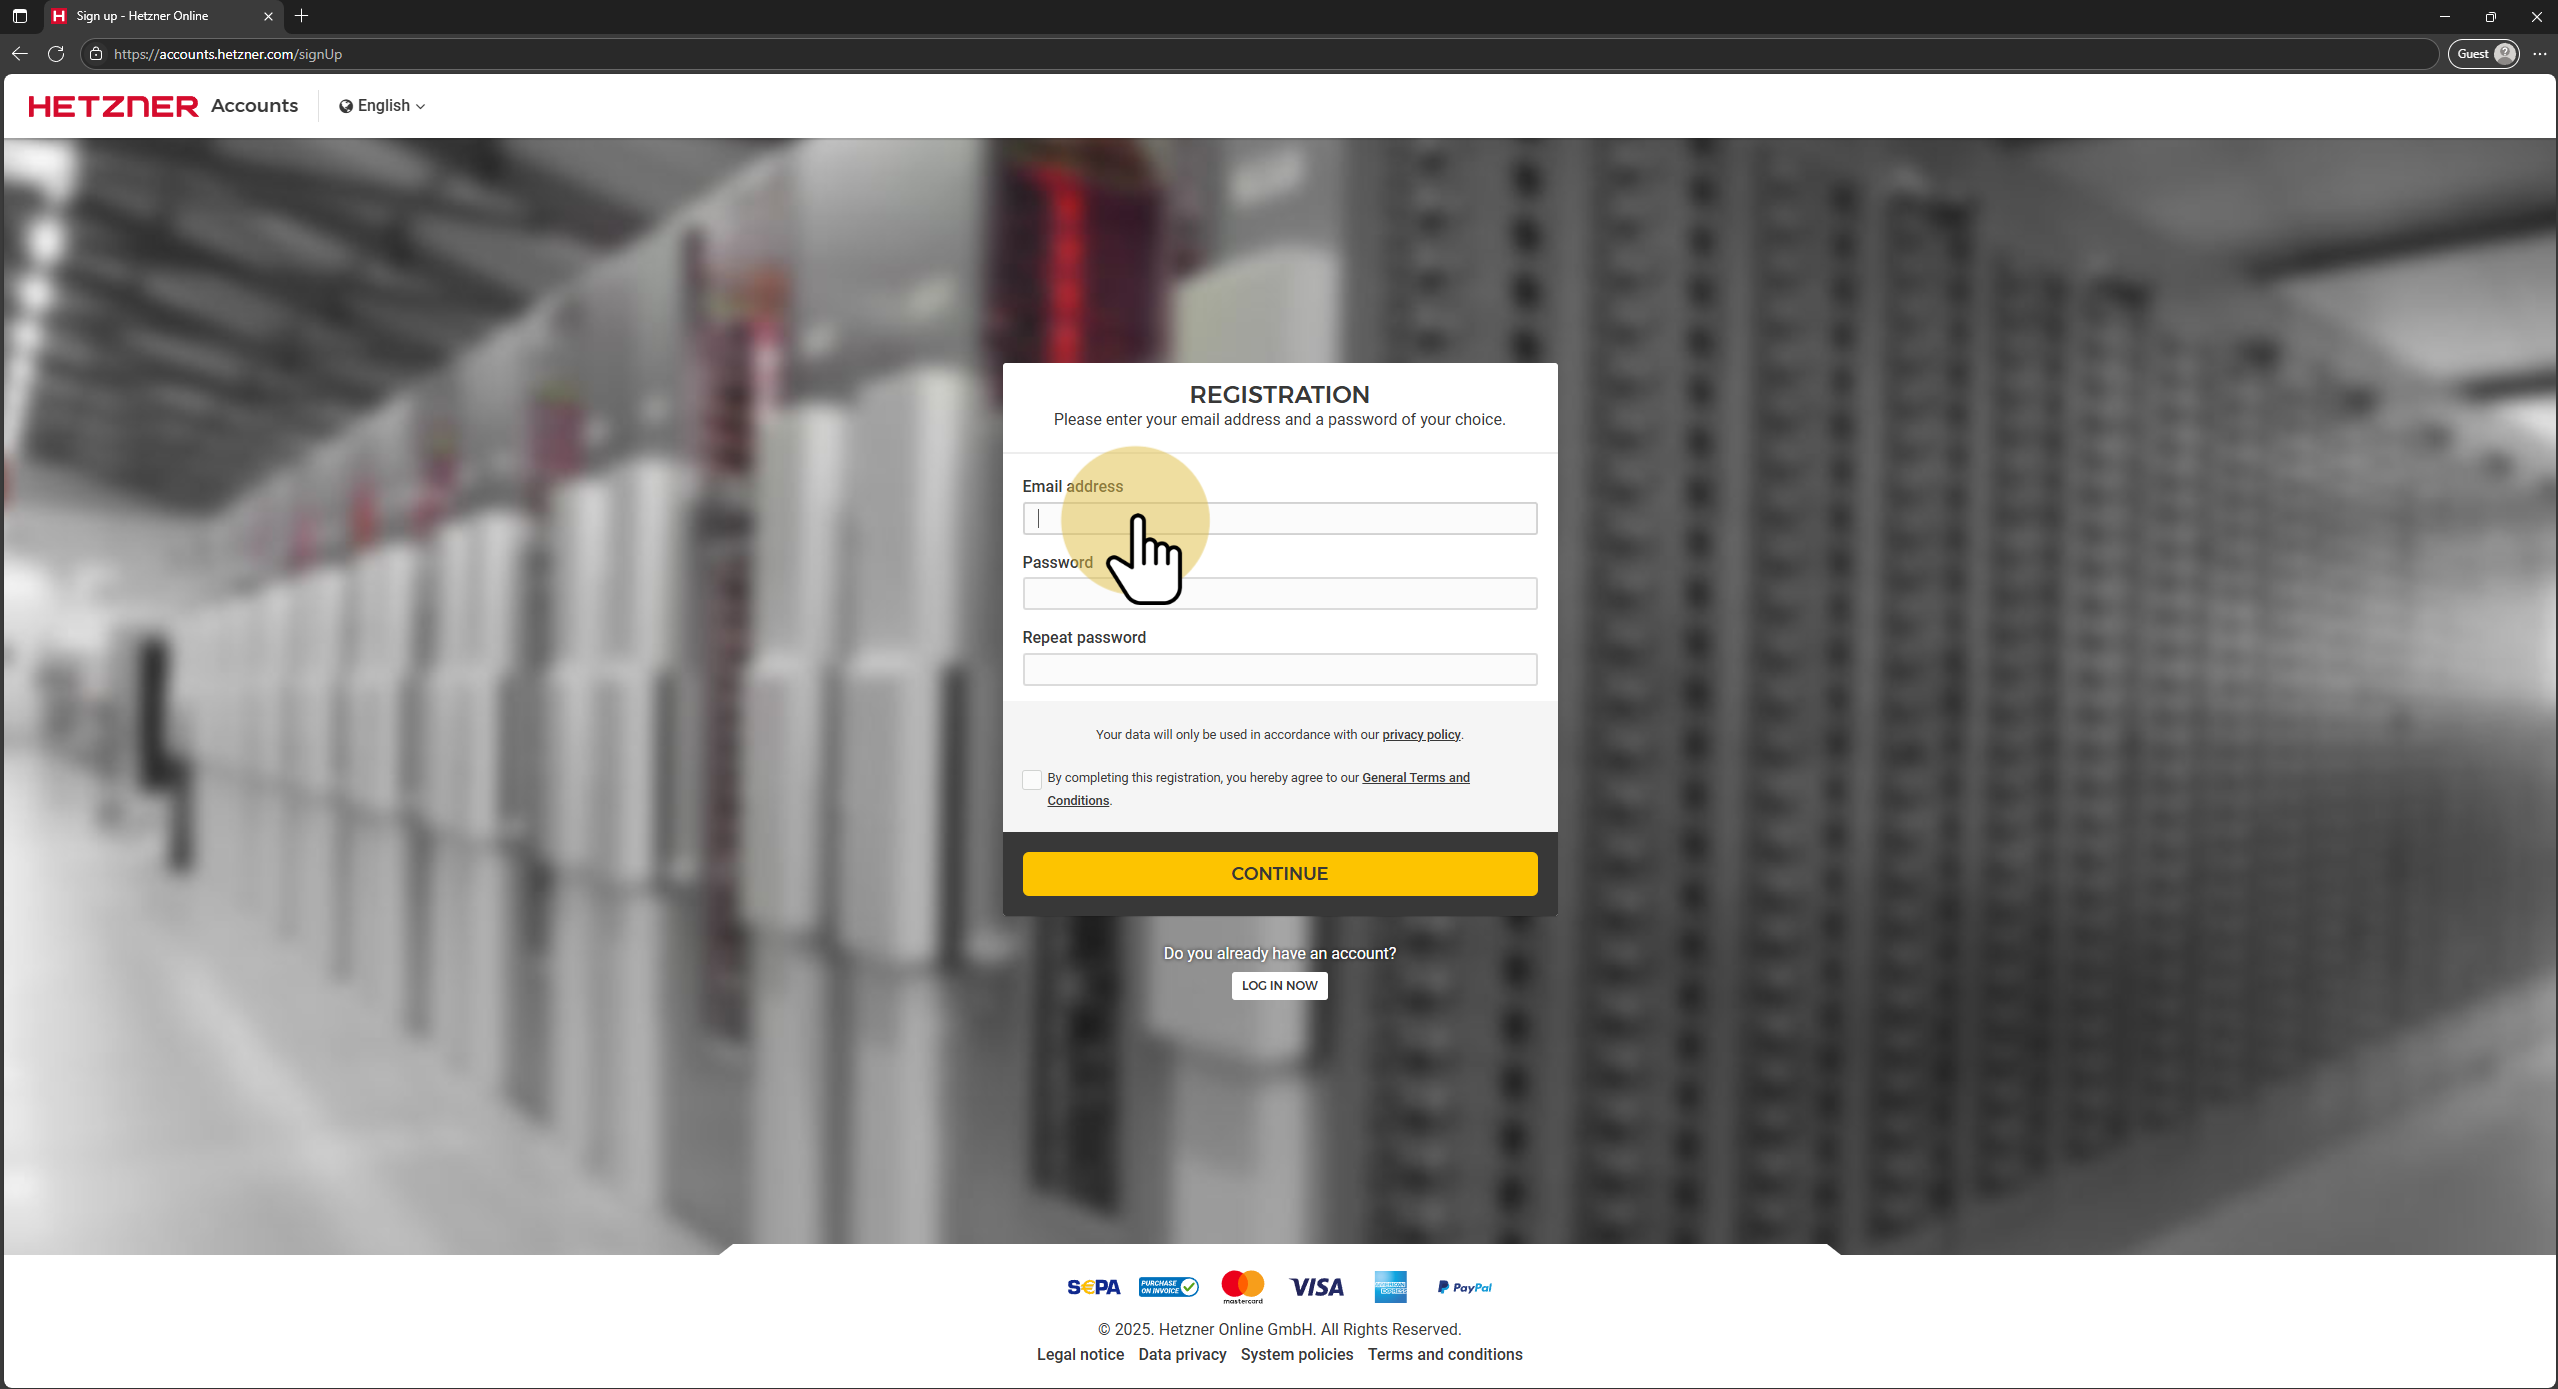 Sign up - Hetzner Online
https://accounts.hetzner.com/signUp
Guest
HETZNER Accounts
English
REGISTRATION
Please enter your email address and a password of your choice.
Email address
Password
Repeat password
Your data will only be used in accordance with our privacy policy.
By completing this registration, you hereby agree to our General Terms and
Conditions.
CONTINUE
Do you already have an account?
LOG IN NOW
SEPA PURCHASE ON INVOICE mastercard VISA AMERICAN EXPRESS PayPal
© 2025. Hetzner Online GmbH. All Rights Reserved.
Legal notice Data privacy System policies Terms and conditions